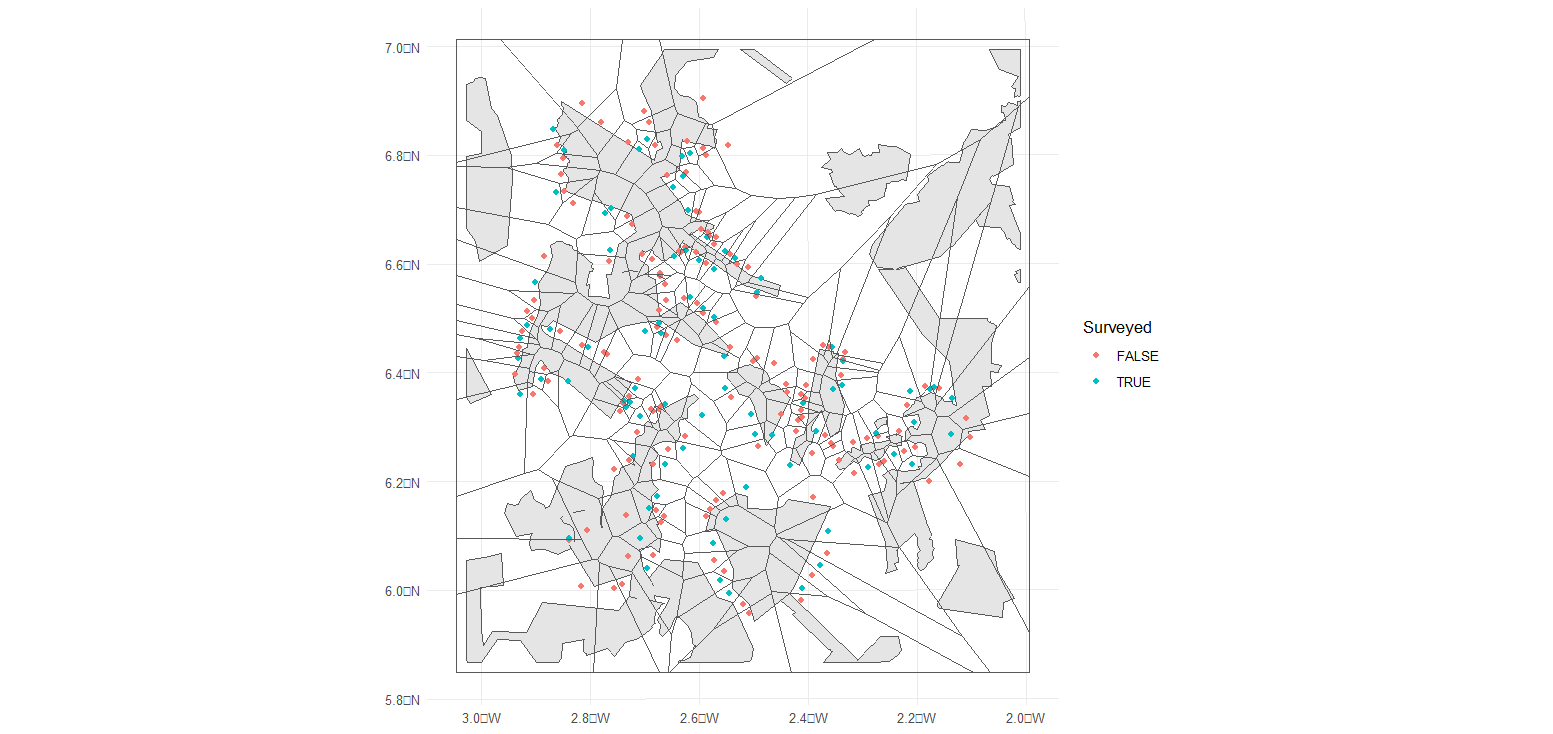 7.0□N
6.8□N
6.6□N
6.4□N
6.2□N
6.0□N
5.8□N
3.0□W
2.8□W
2.6□W
2.4□W
2.2□W
2.0□W
Surveyed
FALSE
TRUE